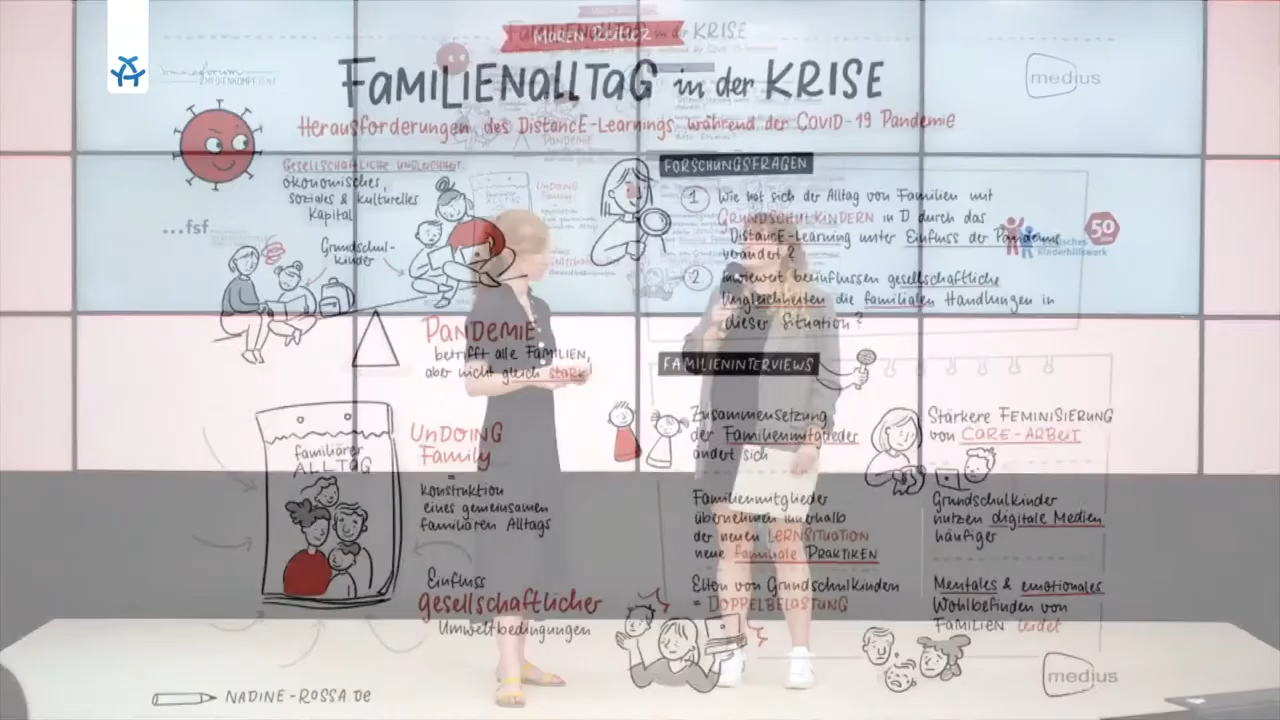 MAREN REITER
FAMILIENALLTAG in der KRISE
medius
Herausforderungen des DISTANCE-LEARNINGS während der COVID-19 Pandemie
GESELLSCHAFTLICHE UNGLEICHHEIT
ökonomisches,
soziales & kulturelles
Kapital
...fsf
Grundschul-
kinder
FORSCHUNGSFRAGEN
1 Wie hat sich der Alltag von Familien mit
GRUNDSCHULKINDERN in D durch das
DISTANCE-LEARNING unter Einfluss der Pandemie
verändert?
2 Inwieweit beeinflussen gesellschaftliche
Ungleichheiten die familialen Handlungen in
dieser Situation?
50
Kinderhilfswerk
PANDEMIE
betrifft alle FAMILIEN,
aber nicht gleich stark!
FAMILIENINTERVIEWS
Zusammensetzung
der Familienmitglieder
ändert sich
Stärkere FEMINISIERUNG
von CARE-ARBEIT
familiärer
ALLTAG
UNDOING
Family
=
Konstruktion
eines gemeinsamen
familiären Alltags
Familienmitglieder
übernehmen innerhalb
der neuen LERNSITUATION
neue familiale PRAKTIKEN
Grundschulkinder
nutzen digitale Medien
häufiger
Einfluss
gesellschaftlicher
Umweltbedingungen
Eltern von Grundschulkindern
= DOPPELBELASTUNG
Mentales & emotionales
Wohlbefinden von
FAMILIEN leidet
medius
NADINE-ROSSA.DE